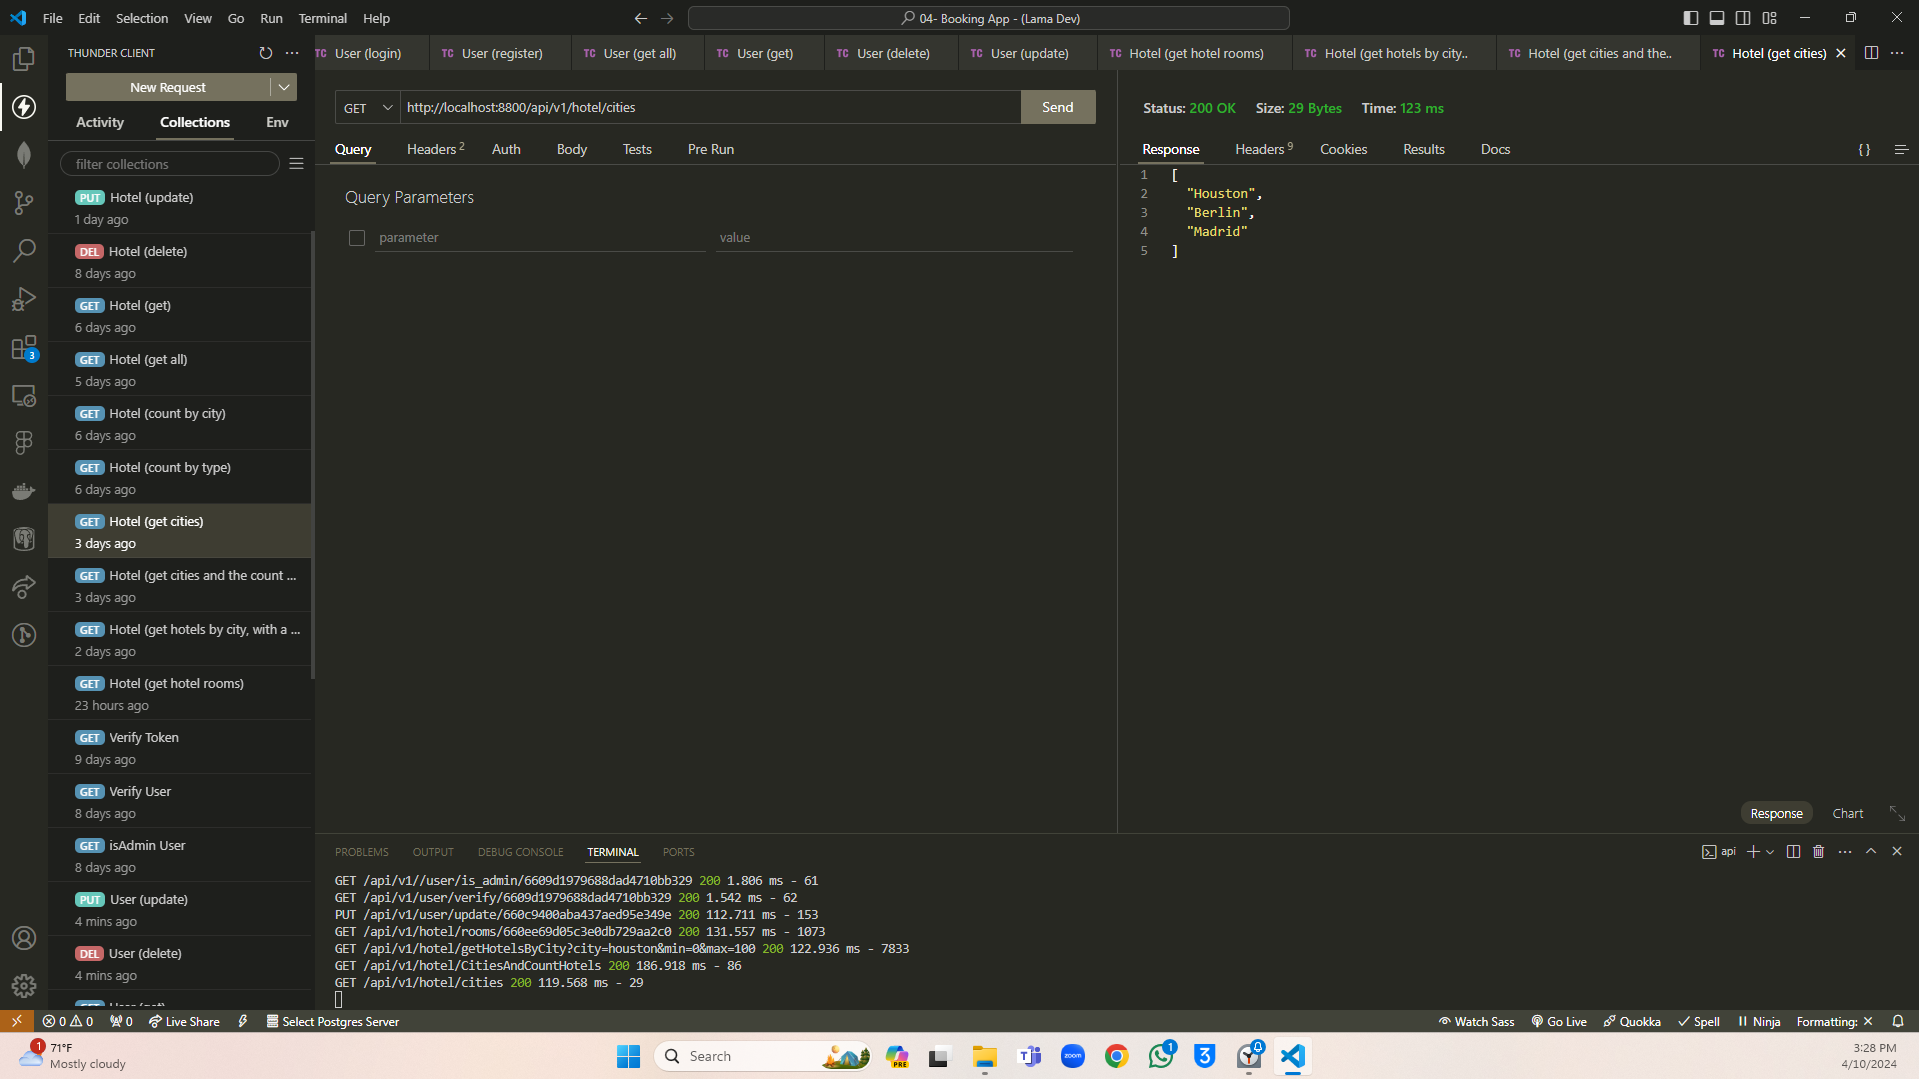 File Edit Selection View Go Run Terminal Help
04- Booking App - (Lama Dev)
THUNDER CLIENT
New Request
Activity Collections Env
filter collections
PUT Hotel (update)
1 day ago
DEL Hotel (delete)
8 days ago
GET Hotel (get)
6 days ago
GET Hotel (get all)
5 days ago
GET Hotel (count by city)
6 days ago
GET Hotel (count by type)
6 days ago
GET Hotel (get cities)
3 days ago
GET Hotel (get cities and the count ...
3 days ago
GET Hotel (get hotels by city, with a ...
2 days ago
GET Hotel (get hotel rooms)
23 hours ago
GET Verify Token
9 days ago
GET Verify User
8 days ago
GET isAdmin User
8 days ago
PUT User (update)
4 mins ago
DEL User (delete)
4 mins ago
3
TC User (login) TC User (register) TC User (get all) TC User (get) TC User (delete) TC User (update) TC Hotel (get hotel rooms) TC Hotel (get hotels by city.. TC Hotel (get cities and the.. TC Hotel (get cities)
GET http://localhost:8800/api/v1/hotel/cities Send
Query Headers 2 Auth Body Tests Pre Run
Query Parameters
parameter value
Status: 200 OK Size: 29 Bytes Time: 123 ms
Response Headers 9 Cookies Results Docs {}
1 [
2 "Houston",
3 "Berlin",
4 "Madrid"
5 ]
Response Chart
PROBLEMS OUTPUT DEBUG CONSOLE TERMINAL PORTS
api
GET /api/v1//user/is_admin/6609d1979688dad4710bb329 200 1.806 ms - 61
GET /api/v1/user/verify/6609d1979688dad4710bb329 200 1.542 ms - 62
PUT /api/v1/user/update/660c9400aba437aed95e349e 200 112.711 ms - 153
GET /api/v1/hotel/rooms/660ee69d05c3e0db729aa2c0 200 131.557 ms - 1073
GET /api/v1/hotel/getHotelsByCity?city=houston&min=0&max=100 200 122.936 ms - 7833
GET /api/v1/hotel/CitiesAndCountHotels 200 186.918 ms - 86
GET /api/v1/hotel/cities 200 119.568 ms - 29
0 0 0 Live Share Select Postgres Server
Watch Sass Go Live Quokka Spell Ninja Formatting:
1
71°F
Mostly cloudy
Search
PRE
zoom
1
3:28 PM
4/10/2024